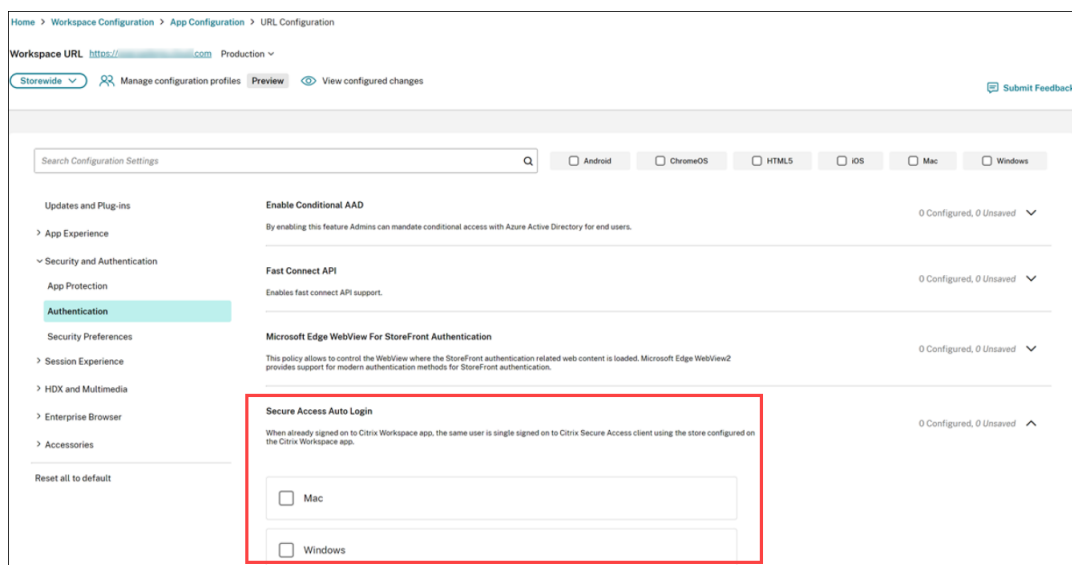 Home > Workspace Configuration > App Configuration > URL Configuration
Workspace URL https:// .com Production
Storewide Manage configuration profiles Preview View configured changes
Submit Feedback
Search Configuration Settings
Android ChromeOS HTML5 iOS Mac Windows
Updates and Plug-ins
> App Experience
Security and Authentication
App Protection
Authentication
Security Preferences
> Session Experience
> HDX and Multimedia
> Enterprise Browser
> Accessories
Reset all to default
Enable Conditional AAD
0 Configured, 0 Unsaved
By enabling this feature Admins can mandate conditional access with Azure Active Directory for end users.
Fast Connect API
0 Configured, 0 Unsaved
Enables fast connect API support.
Microsoft Edge WebView For StoreFront Authentication
0 Configured, 0 Unsaved
This policy allows to control the WebView where the StoreFront authentication related web content is loaded. Microsoft Edge WebView2
provides support for modern authentication methods for StoreFront authentication.
Secure Access Auto Login
0 Configured, 0 Unsaved
When already signed on to Citrix Workspace app, the same user is single signed on to Citrix Secure Access client using the store configured on
the Citrix Workspace app.
Mac
Windows